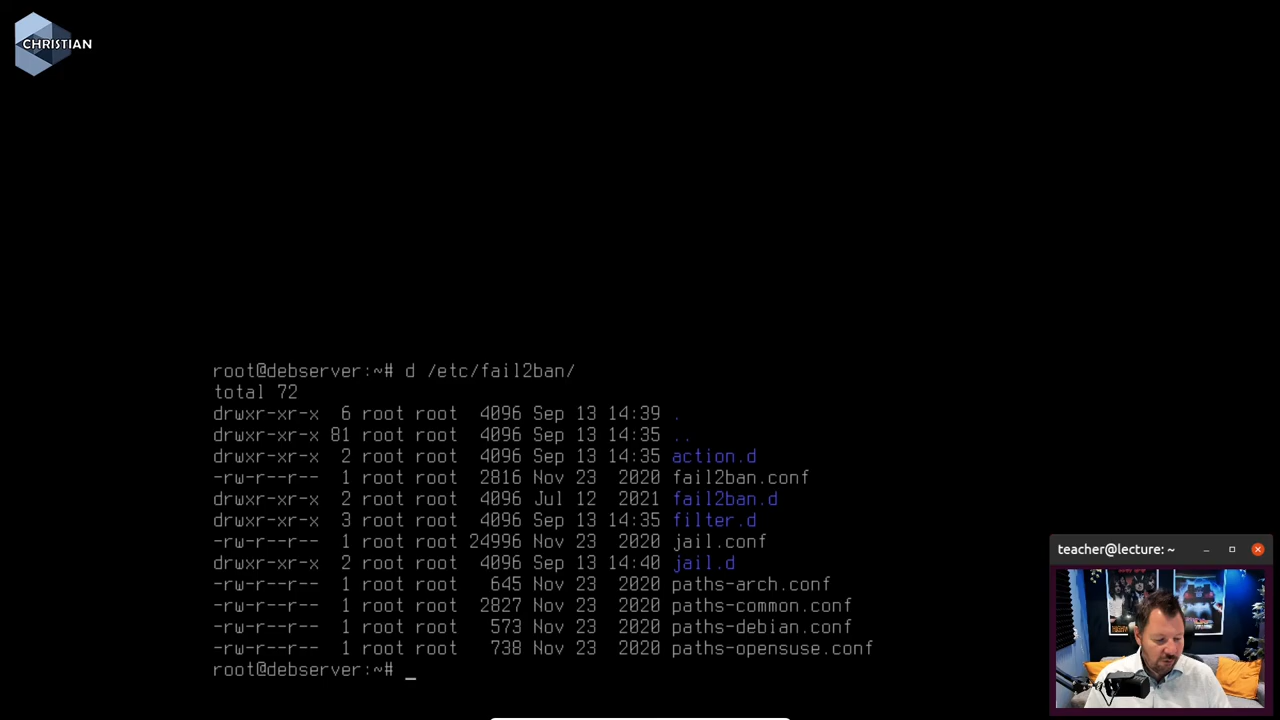 CHRISTIAN
root@debserver:~# d /etc/fail2ban/
total 72
drwxr-xr-x  6 root root  4096 Sep 13 14:39 .
drwxr-xr-x 81 root root  4096 Sep 13 14:35 ..
drwxr-xr-x  2 root root  4096 Sep 13 14:35 action.d
-rw-r--r--  1 root root  2816 Nov 23  2020 fail2ban.conf
drwxr-xr-x  2 root root  4096 Jul 12  2021 fail2ban.d
drwxr-xr-x  3 root root  4096 Sep 13 14:35 filter.d
-rw-r--r--  1 root root 24996 Nov 23  2020 jail.conf
drwxr-xr-x  2 root root  4096 Sep 13 14:40 jail.d
-rw-r--r--  1 root root   645 Nov 23  2020 paths-arch.conf
-rw-r--r--  1 root root  2827 Nov 23  2020 paths-common.conf
-rw-r--r--  1 root root   573 Nov 23  2020 paths-debian.conf
-rw-r--r--  1 root root   738 Nov 23  2020 paths-opensuse.conf
root@debserver:~# _
teacher@lecture: ~